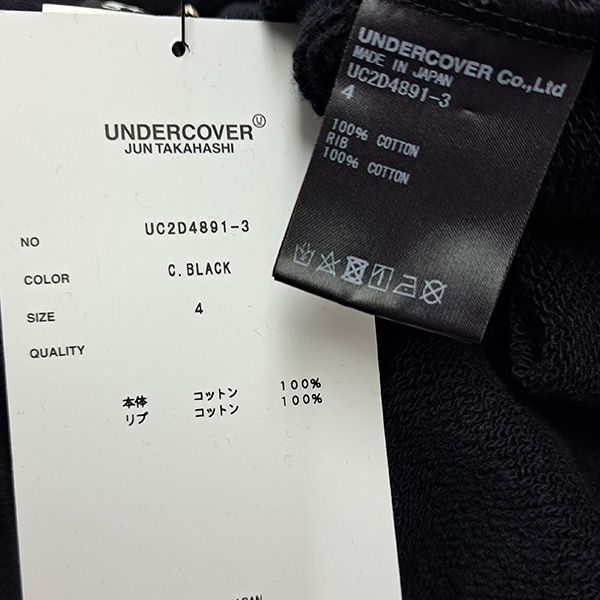 UNDERCOVER Ⓤ
JUN TAKAHASHI
NO UC2D4891-3
COLOR C.BLACK
SIZE 4
QUALITY
本体 コットン 100%
リブ コットン 100%
UNDERCOVER Co.,Ltd
MADE IN JAPAN
UC2D4891-3
4
100% COTTON
RIB
100% COTTON